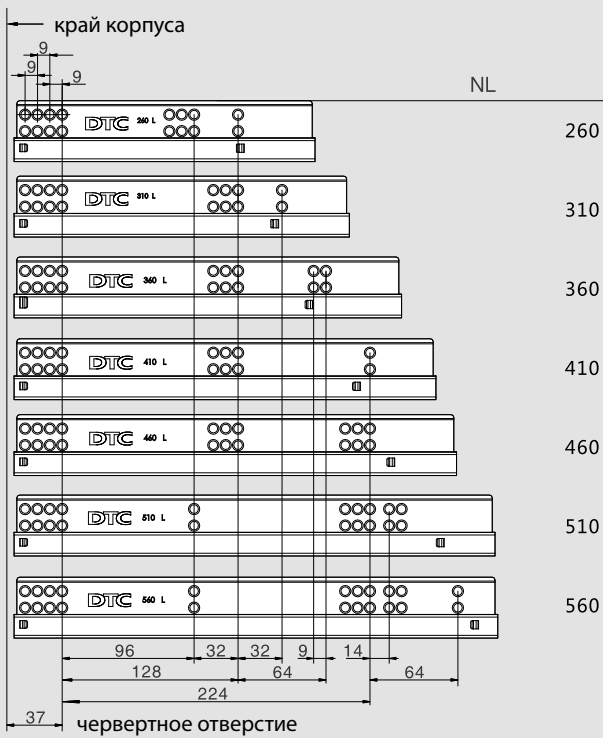 край корпуса
9
9
9
NL
DTC 260 L
260
DTC 310 L
310
DTC 360 L
360
DTC 410 L
410
DTC 460 L
460
DTC 510 L
510
DTC 560 L
560
96 32 32 9 14
128 64 64
224
37 червертное отверстие